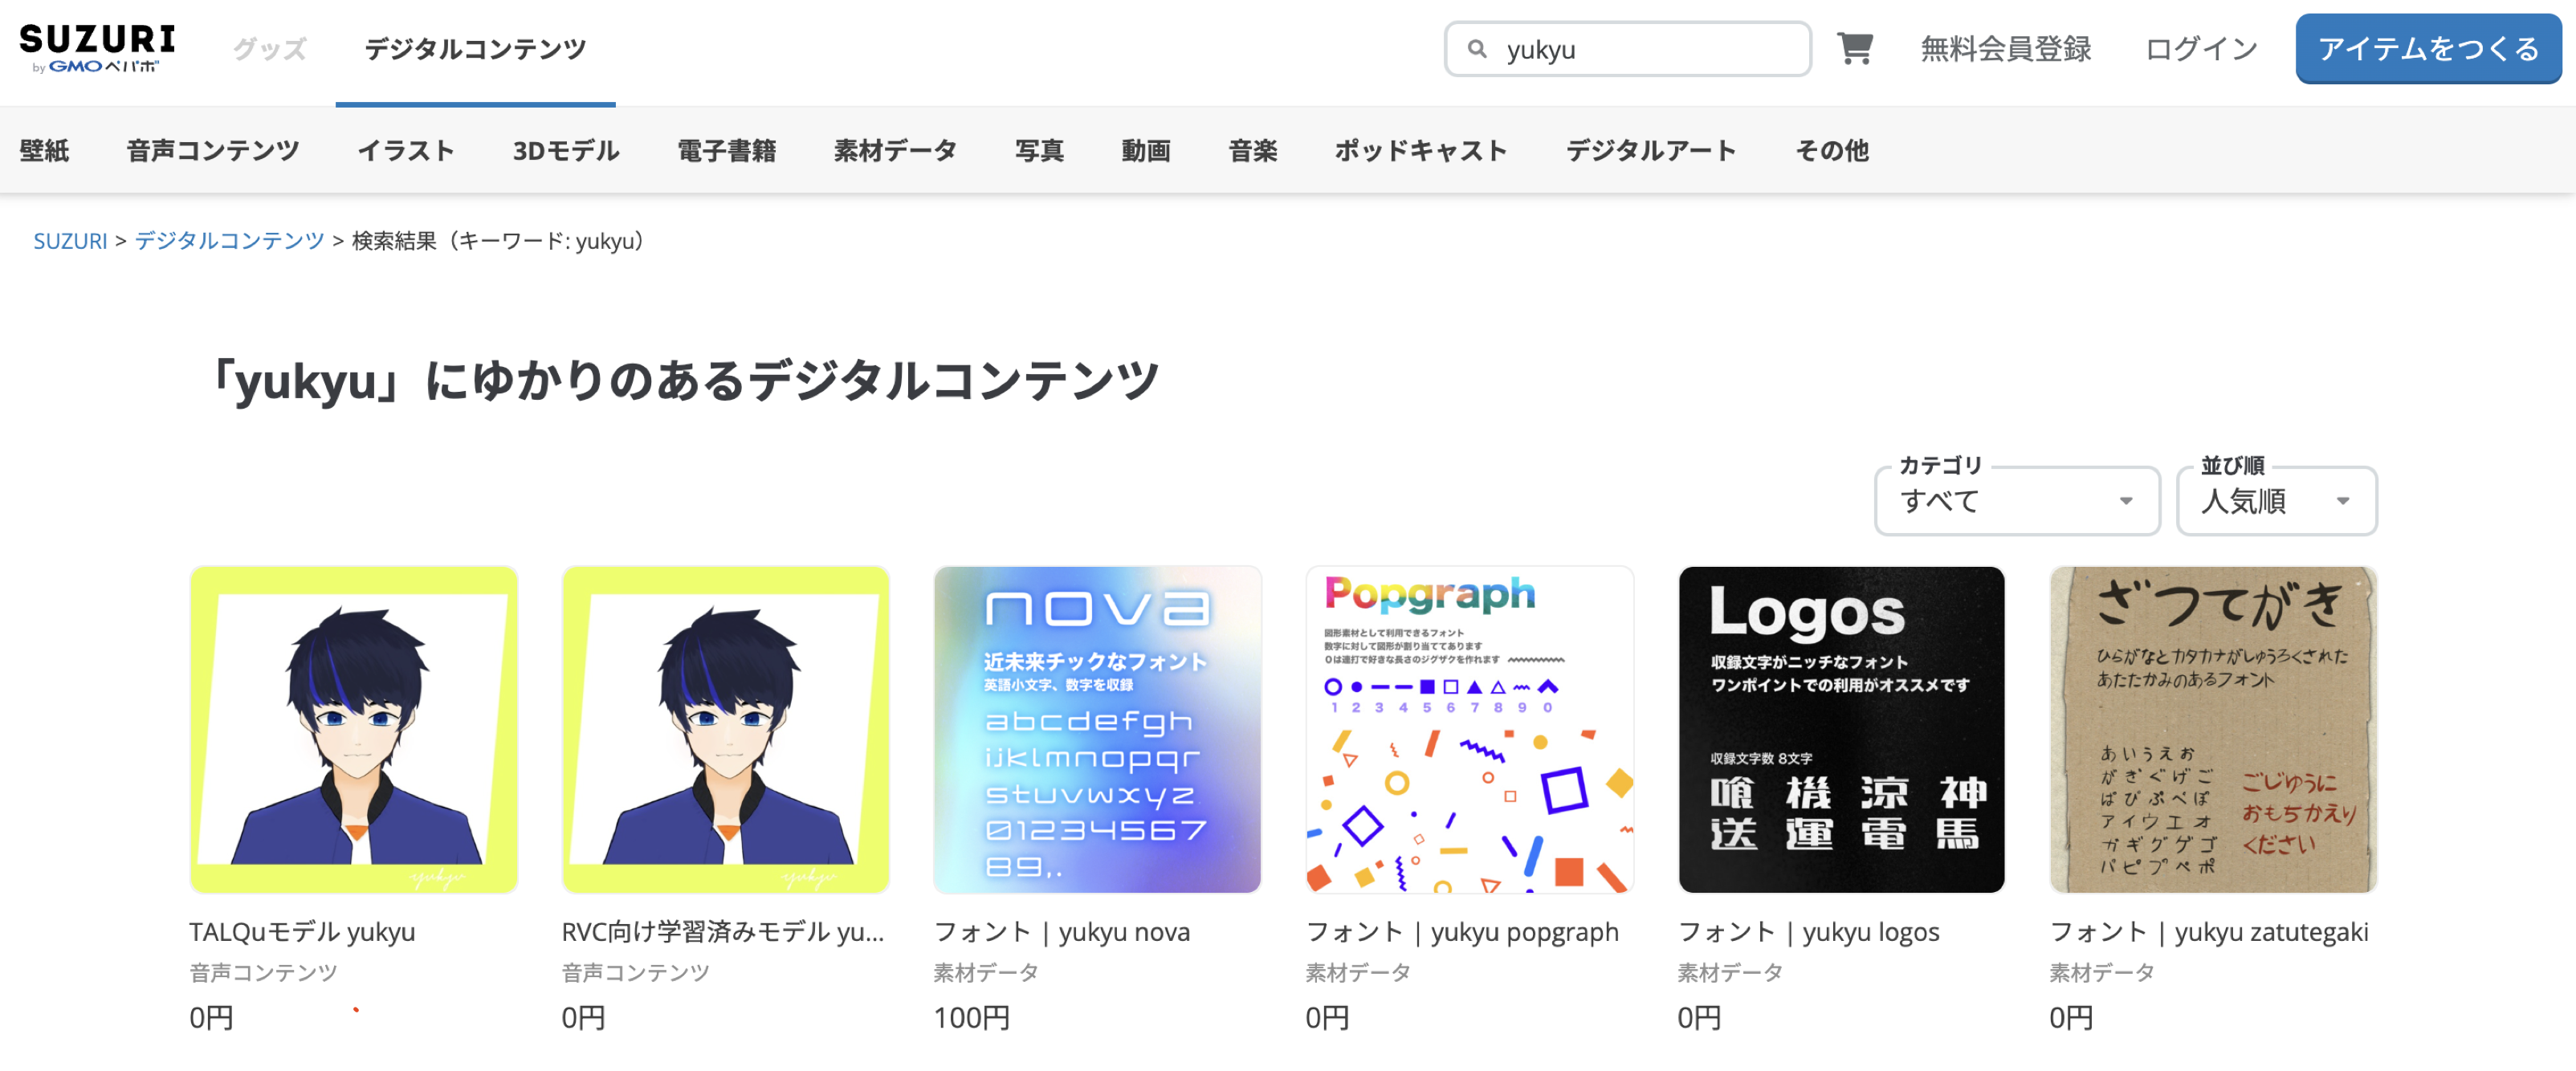 SUZURI
by GMOペパボ
グッズ
デジタルコンテンツ
yukyu
無料会員登録
ログイン
アイテムをつくる
壁紙
音声コンテンツ
イラスト
3Dモデル
電子書籍
素材データ
写真
動画
音楽
ポッドキャスト
デジタルアート
その他
SUZURI > デジタルコンテンツ > 検索結果（キーワード: yukyu）
「yukyu」にゆかりのあるデジタルコンテンツ
カテゴリ
すべて
並び順
人気順
yukyu
TALQuモデル yukyu
音声コンテンツ
0円
yukyu
RVC向け学習済みモデル yu...
音声コンテンツ
0円
nova
近未来チックなフォント
英語小文字、数字を収録
abcdefgh
ijklmnopqr
stuvwxyz
01234567
89,.
フォント | yukyu nova
素材データ
100円
Popgraph
図形素材として利用できるフォント
数字に対して図形が割り当ててあります
0は連打で好きな長さのジグザグを作れます
1 2 3 4 5 6 7 8 9 0
フォント | yukyu popgraph
素材データ
0円
Logos
収録文字がニッチなフォント
ワンポイントでの利用がオススメです
収録文字数 8文字
喰 機 涼 神
送 運 電 馬
フォント | yukyu logos
素材データ
0円
ざつてがき
ひらがなとカタカナがしゅうろくされた
あたたかみのあるフォント
あいうえお
がぎぐげご
ばびぷべぼ
アイウエオ
ガギグゲゴ
パピプペポ
ごじゆうに
おもちかえり
ください
フォント | yukyu zatutegaki
素材データ
0円